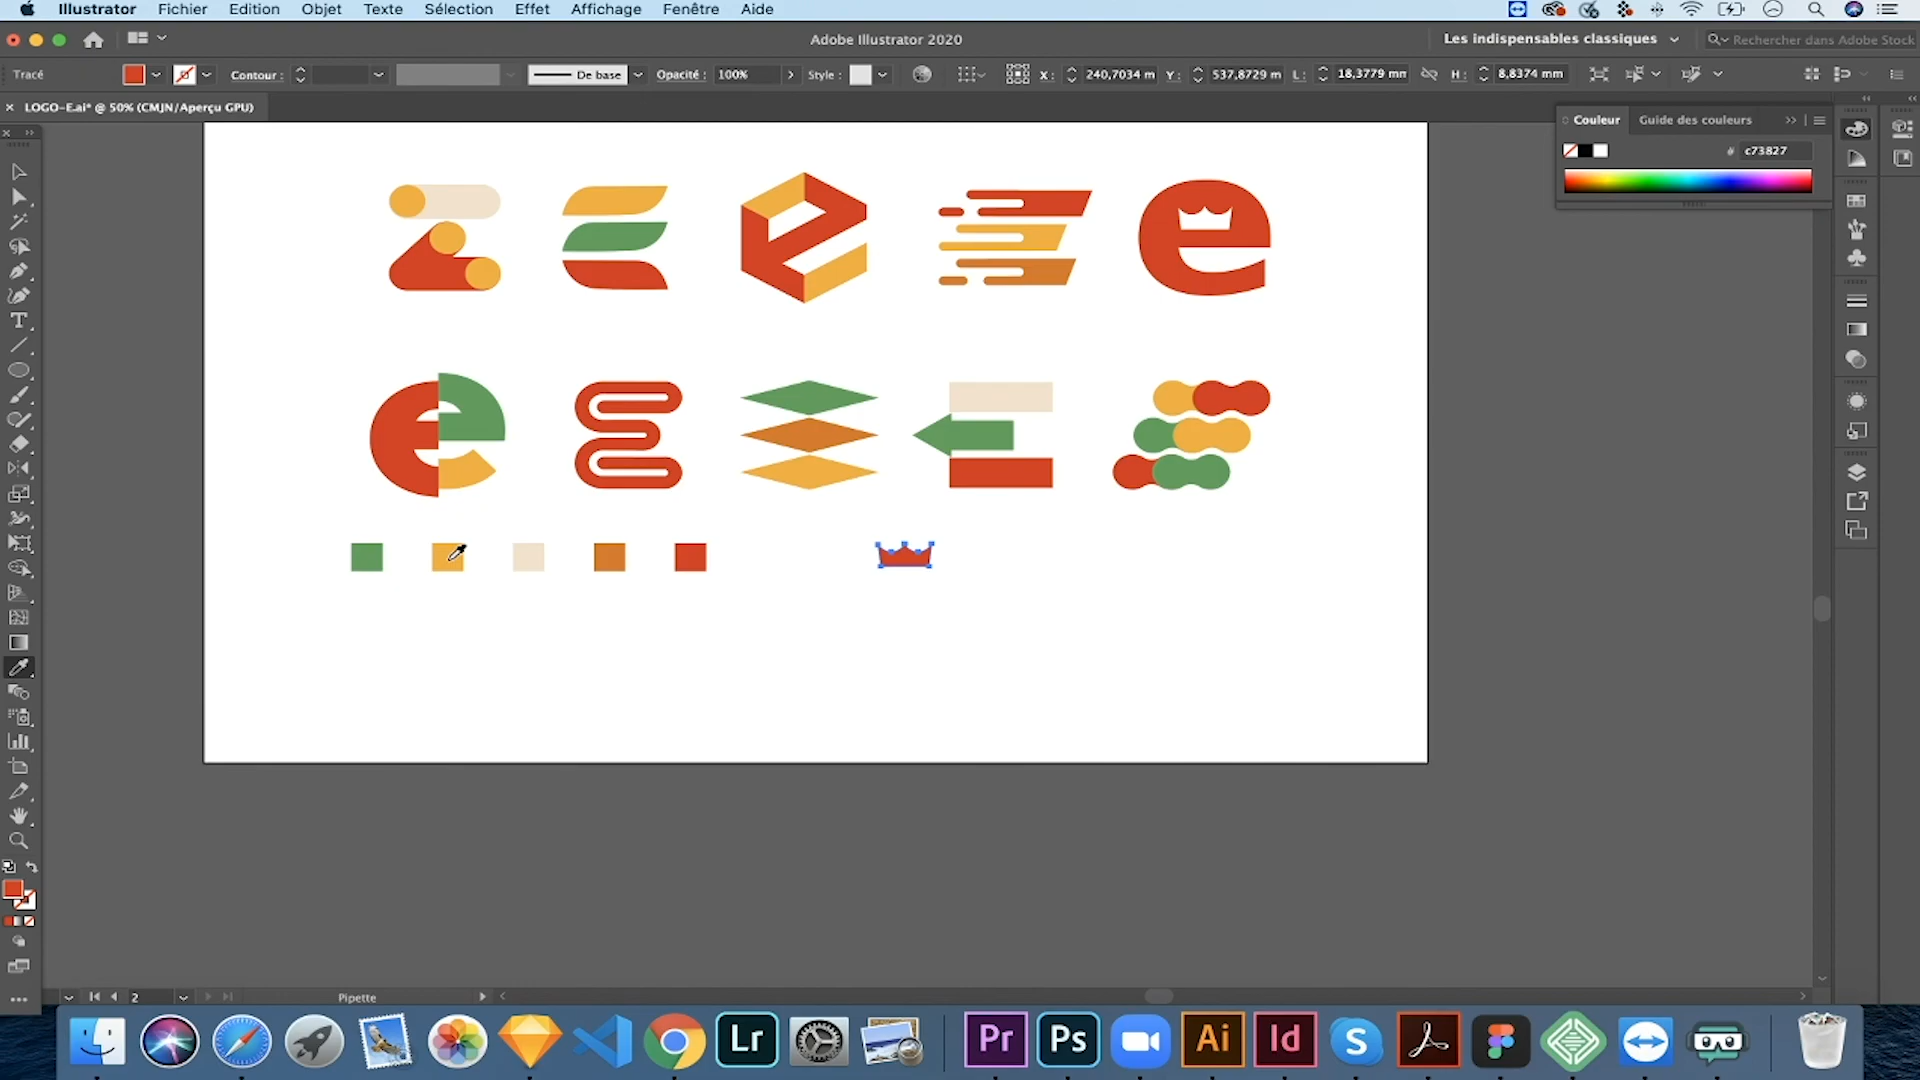 Illustrator Fichier Edition Objet Texte Sélection Effet Affichage Fenêtre Aide
Adobe Illustrator 2020
Les indispensables classiques
Rechercher dans Adobe Stock
Tracé Contour : De base Opacité : 100% Style : X : 240,7034 m Y : 537,8729 m L : 18,3779 mm H : 8,8374 mm
× LOGO-E.ai* @ 50% (CMJN/Aperçu GPU)
Couleur Guide des couleurs
# c73827
2 Pipette
Lr Pr Ps Ai Id S